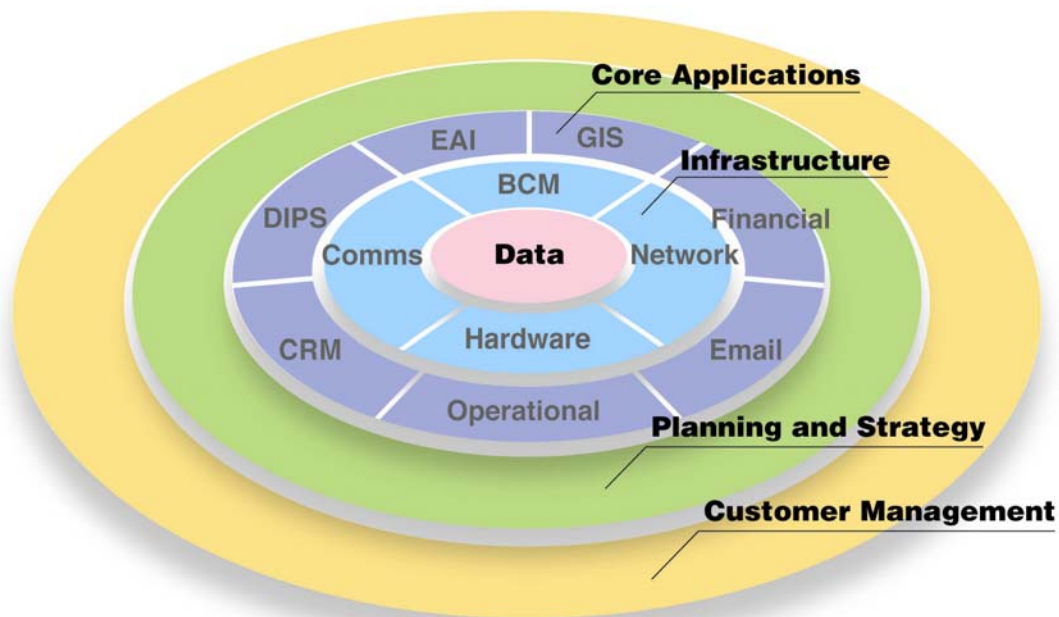 Core Applications
EAI
GIS
Infrastructure
BCM
DIPS
Financial
Comms
Data
Network
Hardware
CRM
Email
Operational
Planning and Strategy
Customer Management